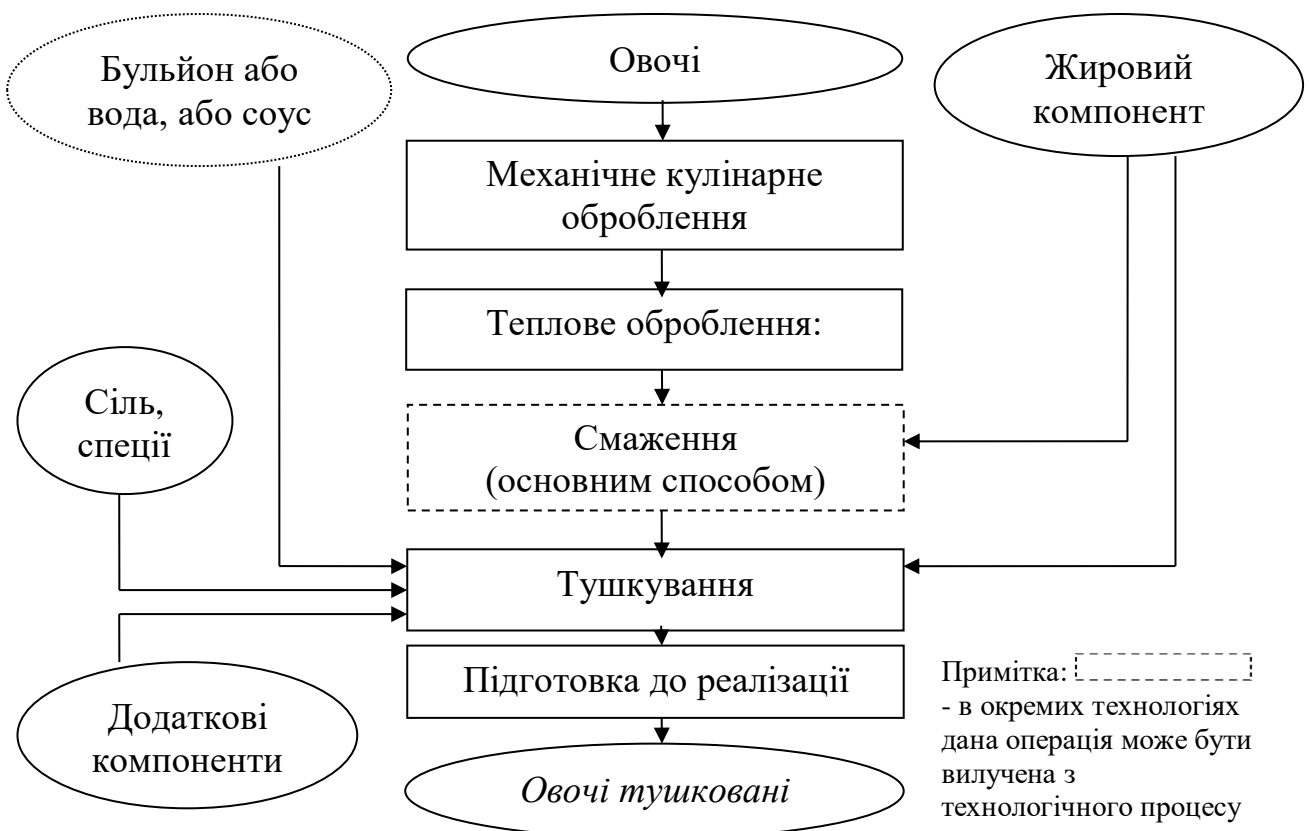 Бульйон або
вода, або соус
Овочі
Жировий
компонент
Механічне кулінарне
оброблення
Теплове оброблення:
Сіль,
спеції
Смаження
(основним способом)
Тушкування
Додаткові
компоненти
Підготовка до реалізації
Овочі тушковані
Примітка:
- в окремих технологіях
дана операція може бути
вилучена з
технологічного процесу